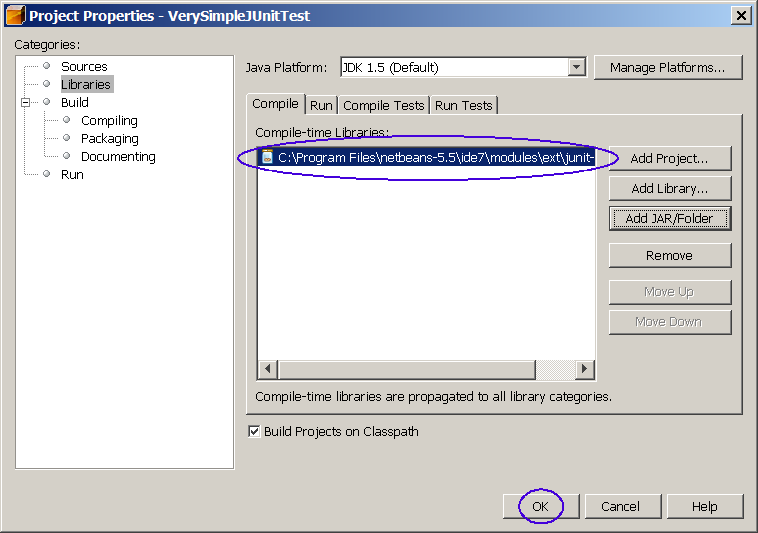 Project Properties - VerySimpleJUnitTest
Categories:
Sources
Libraries
Build
Compiling
Packaging
Documenting
Run
Java Platform: JDK 1.5 (Default) Manage Platforms...
Compile Run Compile Tests Run Tests
Compile-time Libraries:
C:\Program Files\netbeans-5.5\ide7\modules\ext\junit-
Add Project...
Add Library...
Add JAR/Folder
Remove
Move Up
Move Down
Compile-time libraries are propagated to all library categories.
Build Projects on Classpath
OK Cancel Help